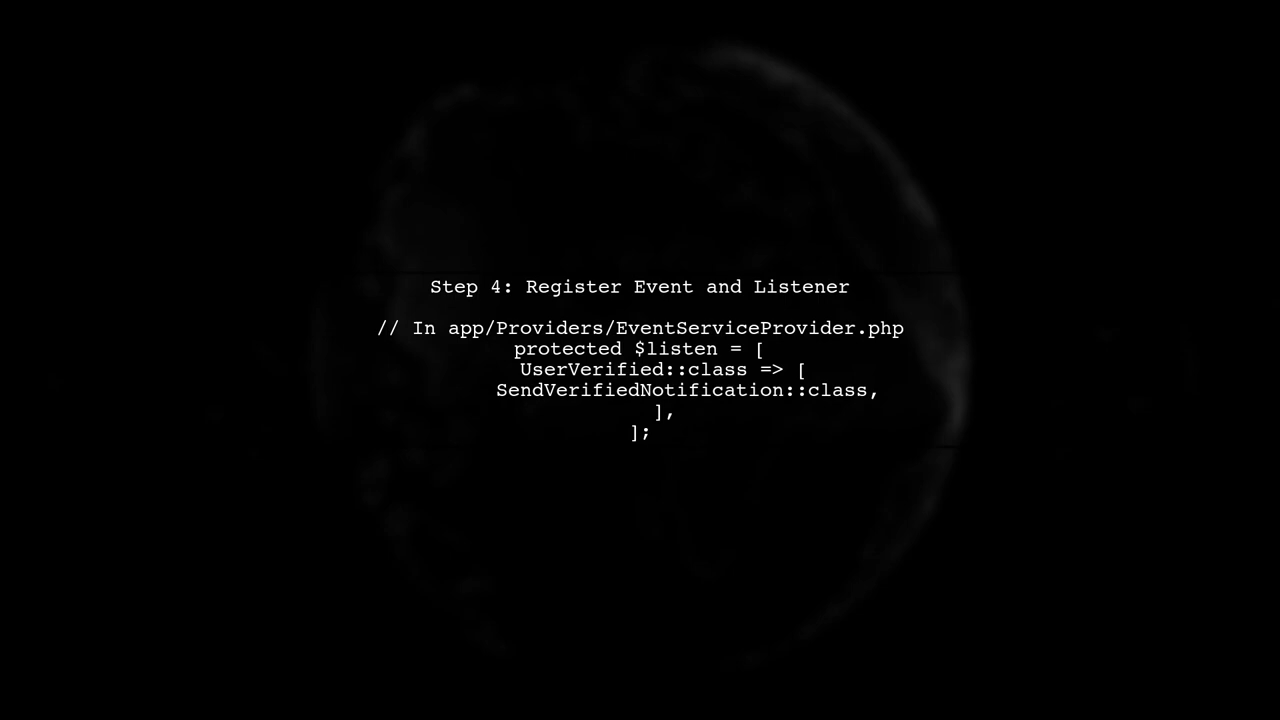 Step 4: Register Event and Listener
// In app/Providers/EventServiceProvider.php
protected $listen = [
UserVerified::class => [
SendVerifiedNotification::class,
],
];